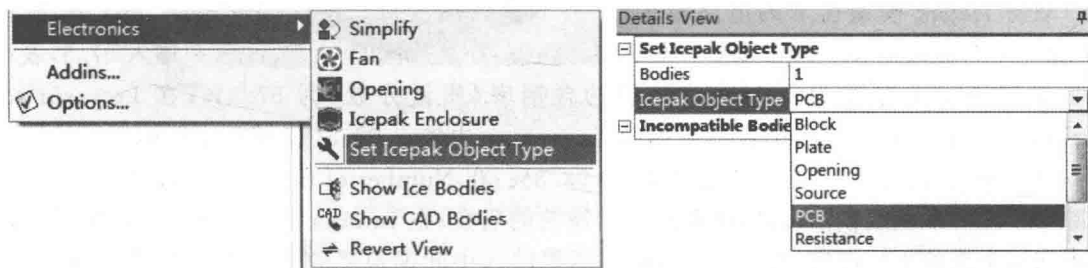 Electronics
Addins...
Options...
Simplify
Fan
Opening
Icepak Enclosure
Set Icepak Object Type
Show Ice Bodies
CAD Show CAD Bodies
Revert View
Details View
Set Icepak Object Type
Bodies 1
Icepak Object Type PCB
Incompatible Bodie
Block
Plate
Opening
Source
PCB
Resistance